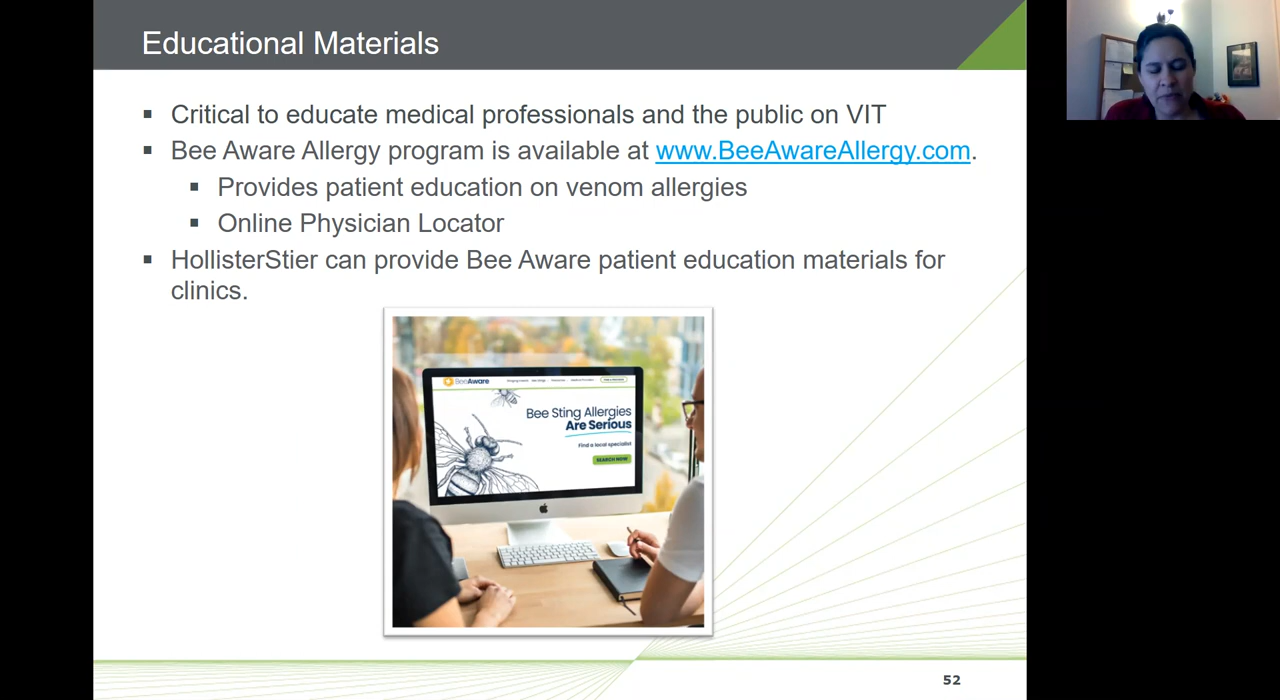 Educational Materials
▪ Critical to educate medical professionals and the public on VIT
▪ Bee Aware Allergy program is available at www.BeeAwareAllergy.com.
▪ Provides patient education on venom allergies
▪ Online Physician Locator
▪ HollisterStier can provide Bee Aware patient education materials for
clinics.
BeeAware
Bee Sting Allergies
Are Serious
Find a local specialist
SEARCH NOW
52